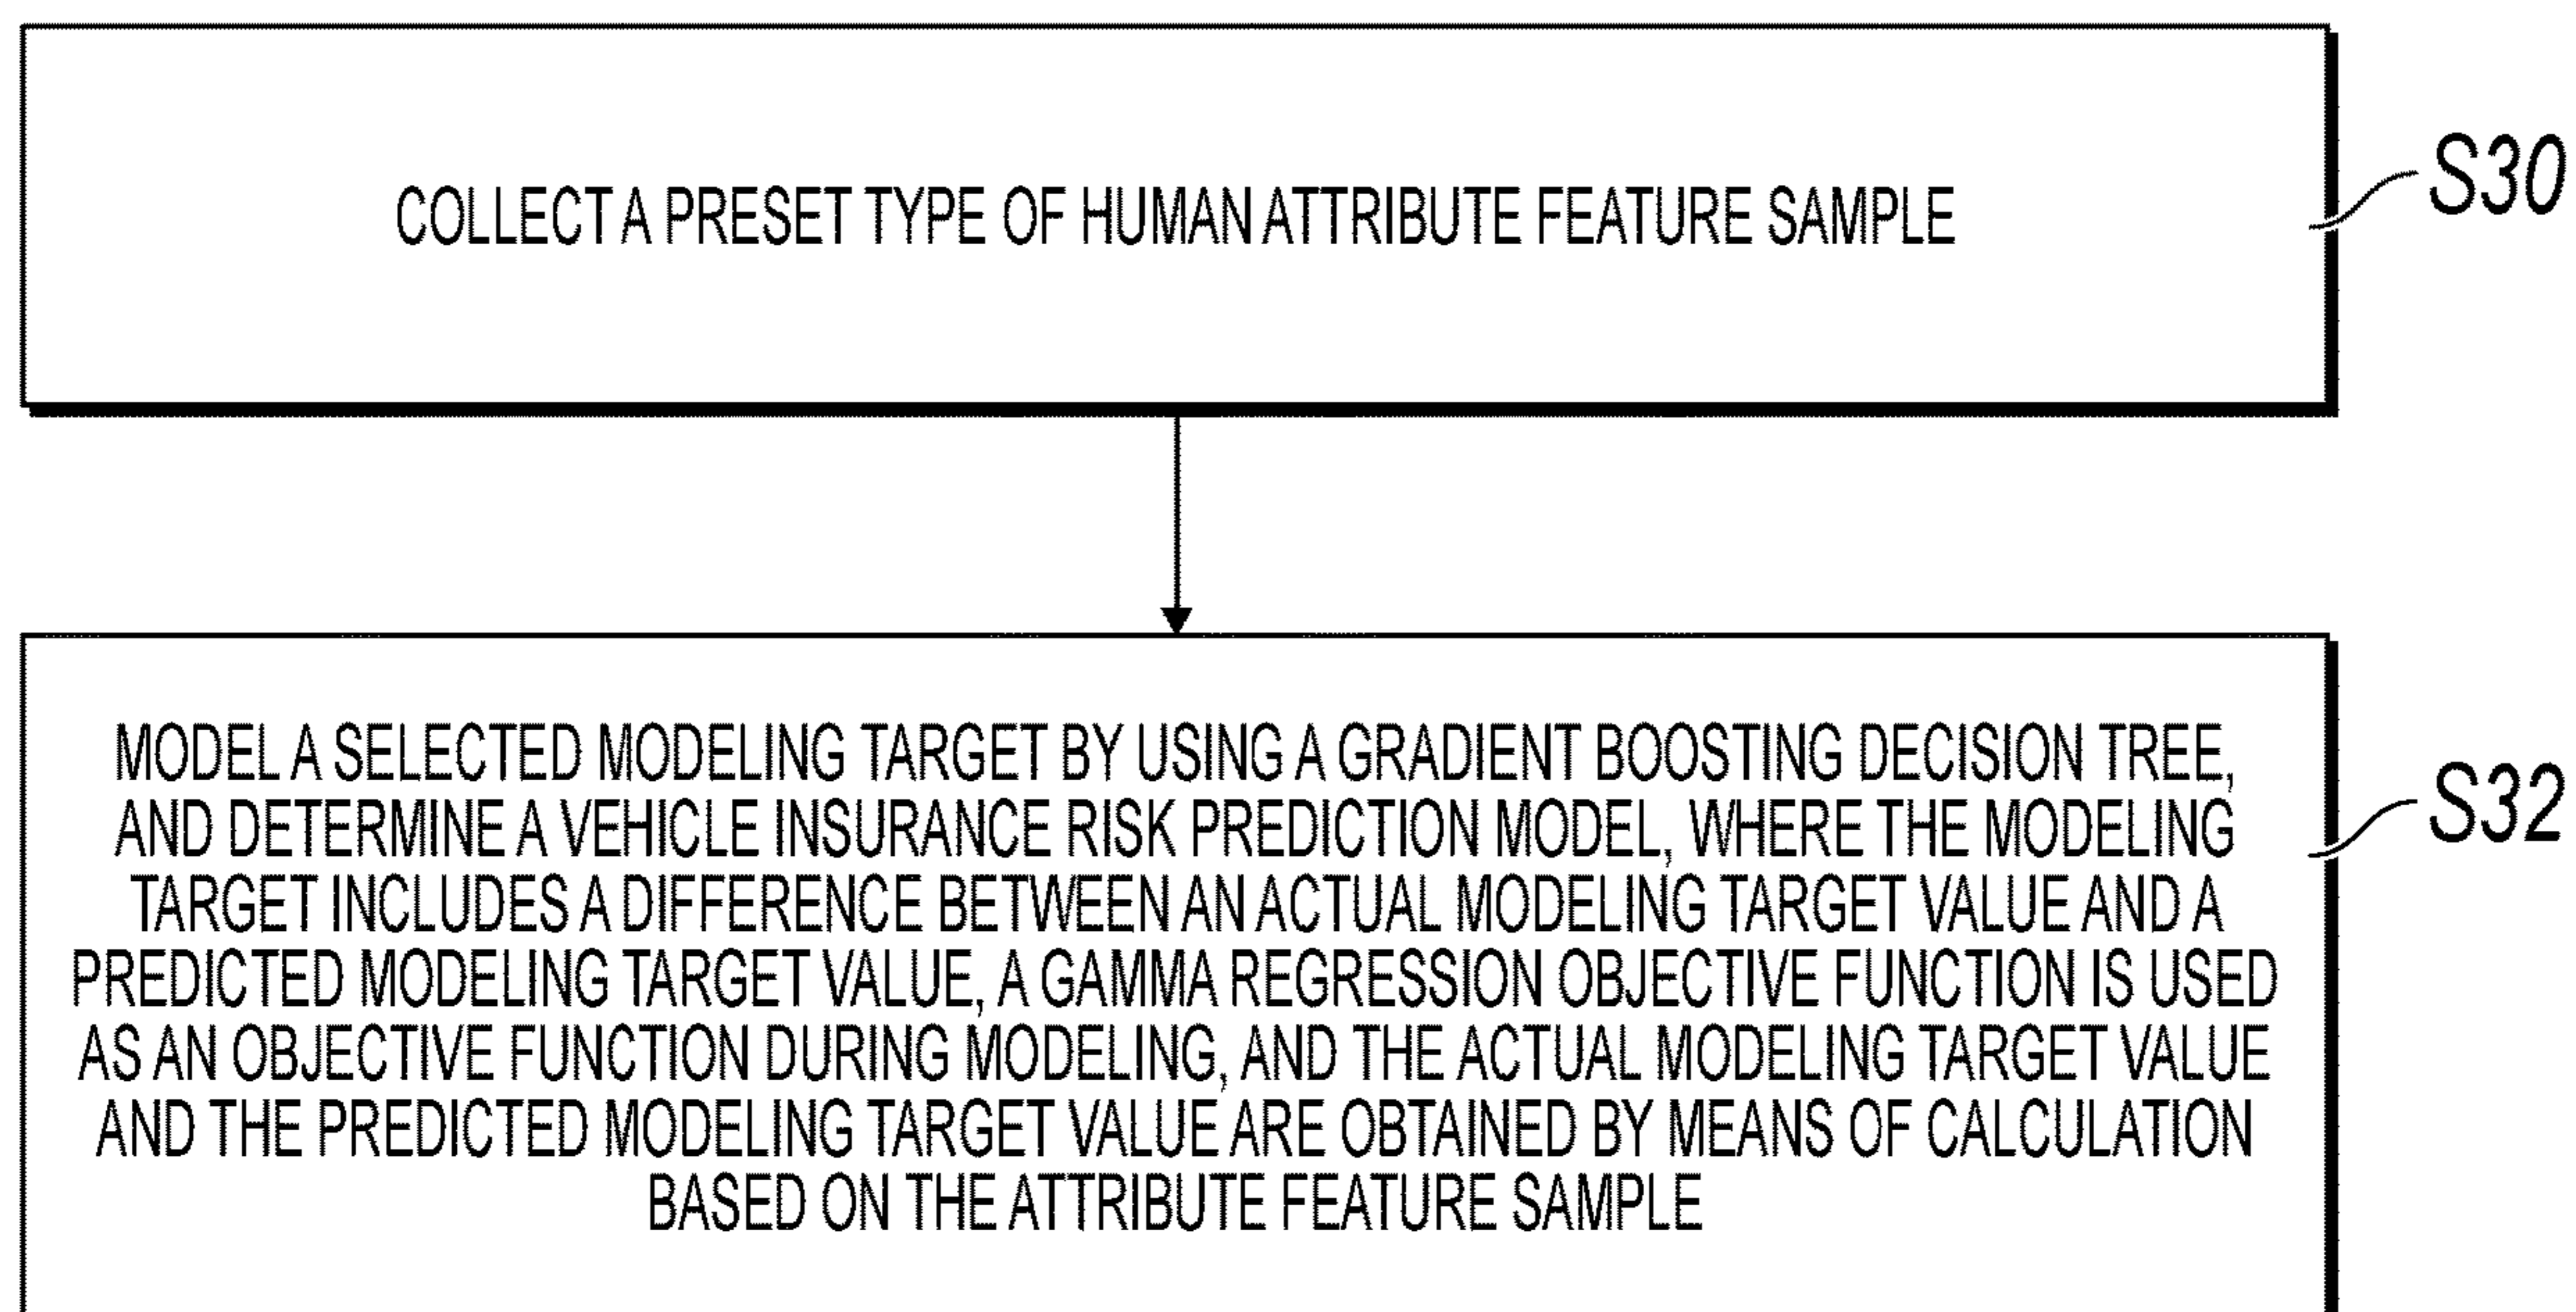 COLLECT A PRESET TYPE OF HUMAN ATTRIBUTE FEATURE SAMPLE
S30
MODEL A SELECTED MODELING TARGET BY USING A GRADIENT BOOSTING DECISION TREE,
AND DETERMINE A VEHICLE INSURANCE RISK PREDICTION MODEL, WHERE THE MODELING
TARGET INCLUDES A DIFFERENCE BETWEEN AN ACTUAL MODELING TARGET VALUE AND A
PREDICTED MODELING TARGET VALUE, A GAMMA REGRESSION OBJECTIVE FUNCTION IS USED
AS AN OBJECTIVE FUNCTION DURING MODELING, AND THE ACTUAL MODELING TARGET VALUE
AND THE PREDICTED MODELING TARGET VALUE ARE OBTAINED BY MEANS OF CALCULATION
BASED ON THE ATTRIBUTE FEATURE SAMPLE
S32